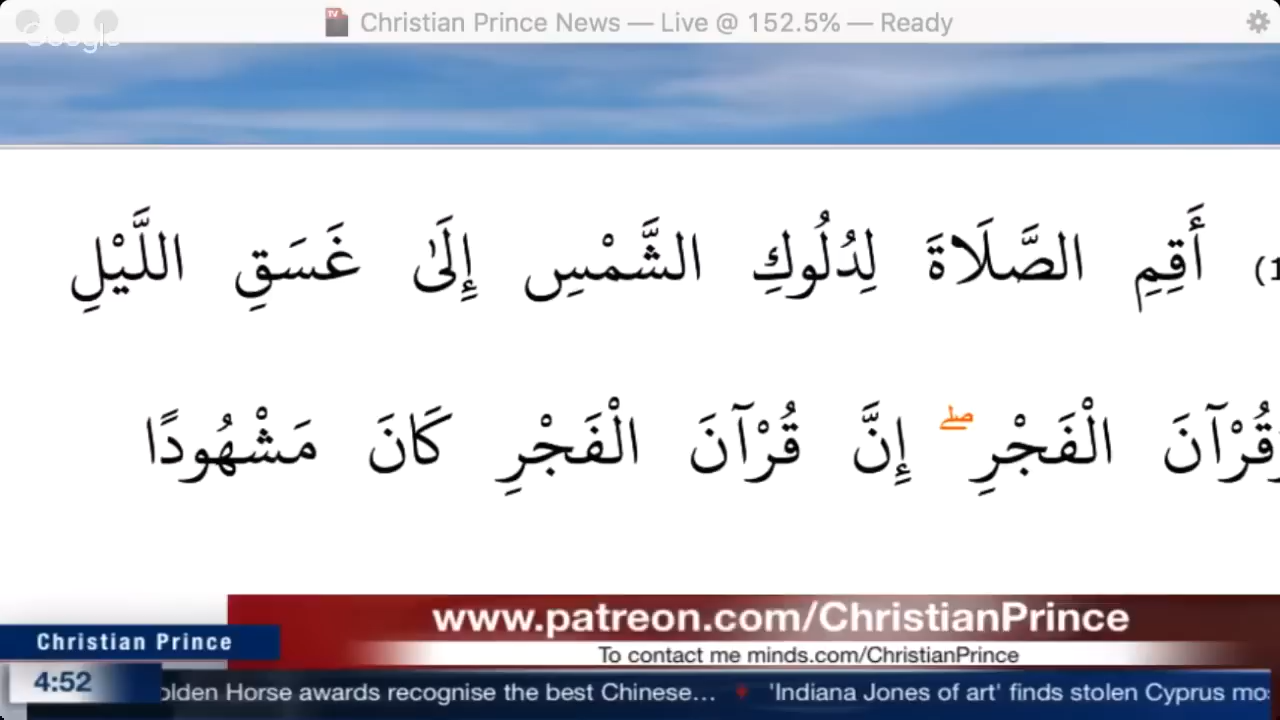 Christian Prince News — Live @ 152.5% — Ready
Google
أَقِمِ الصَّلَاةَ لِدُلُوكِ الشَّمْسِ إِلَىٰ غَسَقِ اللَّيْلِ
الْفَجْرِ ۖ إِنَّ قُرْآنَ الْفَجْرِ كَانَ مَشْهُودًا
www.patreon.com/ChristianPrince
Christian Prince
To contact me minds.com/ChristianPrince
4:52
olden Horse awards recognise the best Chinese... 'Indiana Jones of art' finds stolen Cyprus mo